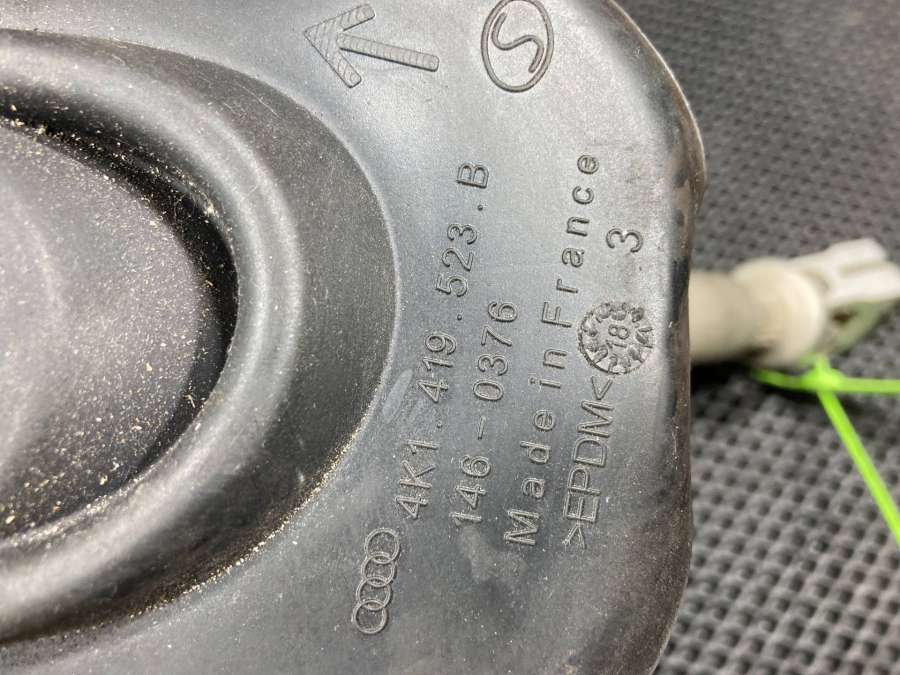 S
4K1.419.523.B
146-0376
Made in France
>EPDM<
18
3